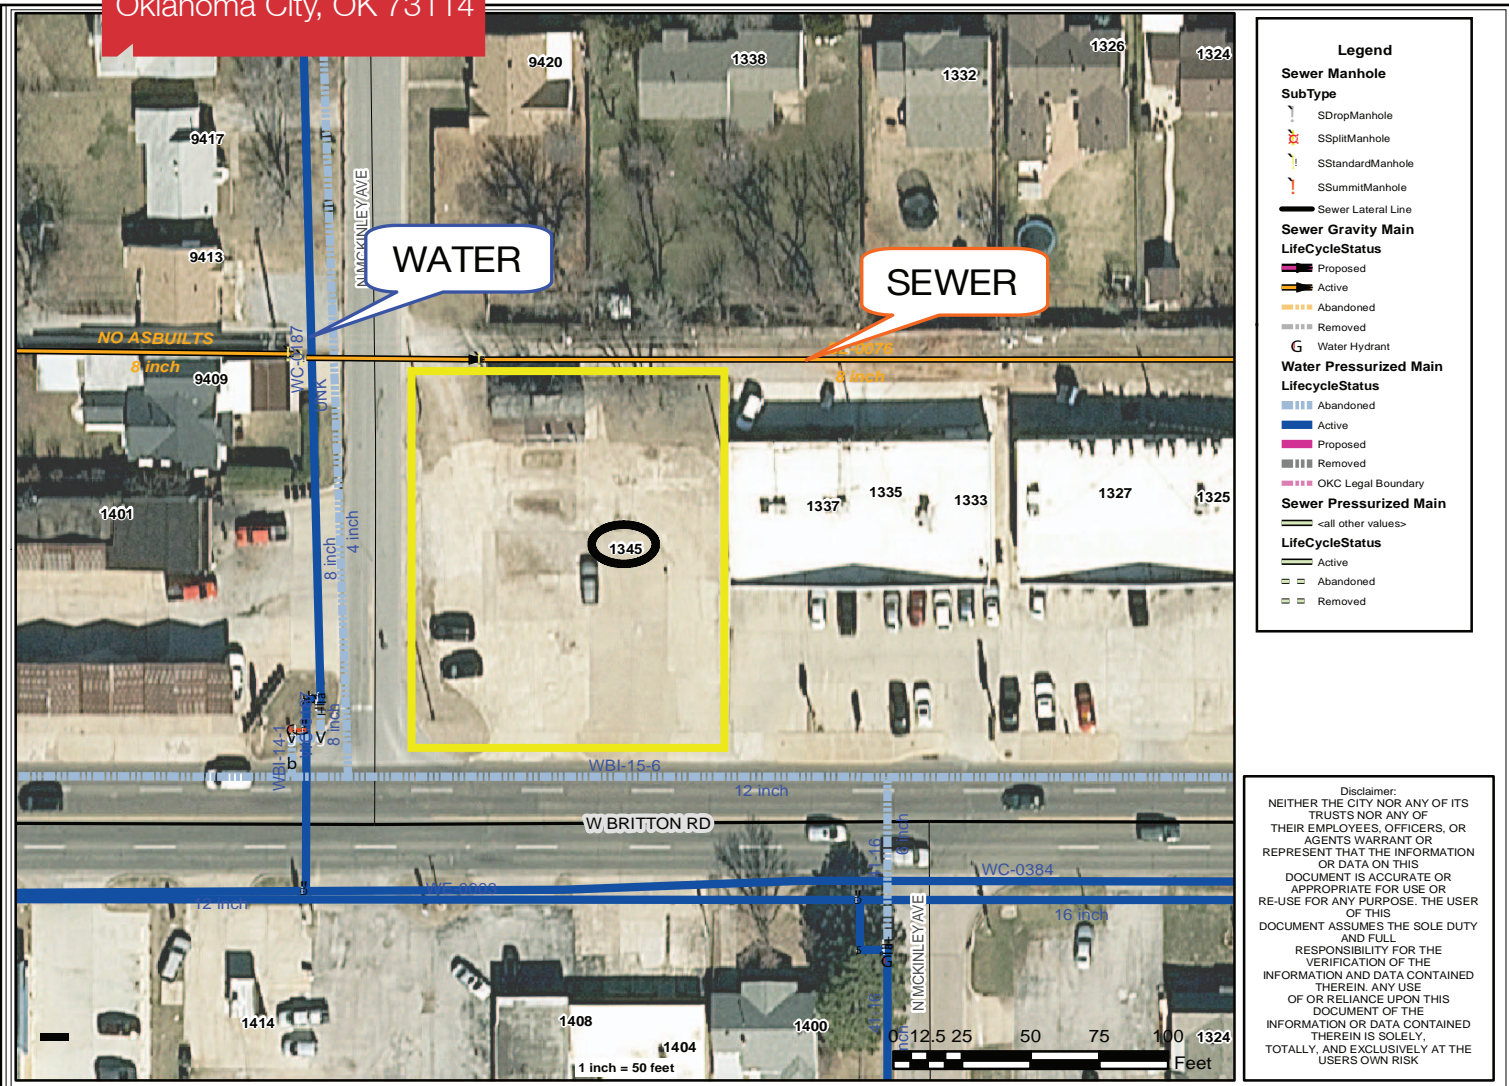 Oklahoma City, OK 73114
9420
1338
1326
1324
1332
9417
N MCKINLEY AVE
9413
WATER
SEWER
NO ASBUILTS
8 inch
WC-0187
UNK
9409
8 inch
1401
1345
1337
1335
1333
1327
1325
8 inch
4 inch
8 inch
WBI-14-1
V
V
b
WBI-15-6
12 inch
W BRITTON RD
6 inch
WC-0384
12 inch
16 inch
N MCKINLEY AVE
G
1414
1408
1404
1400
1324
1 inch = 50 feet
0 12.5 25 50 75 100
Feet
Legend
Sewer Manhole
SubType
SDropManhole
SSplitManhole
SStandardManhole
SSummitManhole
Sewer Lateral Line
Sewer Gravity Main
LifeCycleStatus
Proposed
Active
Abandoned
Removed
G Water Hydrant
Water Pressurized Main
LifecycleStatus
Abandoned
Active
Proposed
Removed
OKC Legal Boundary
Sewer Pressurized Main
<all other values>
LifeCycleStatus
Active
Abandoned
Removed
Disclaimer:
NEITHER THE CITY NOR ANY OF ITS
TRUSTS NOR ANY OF
THEIR EMPLOYEES, OFFICERS, OR
AGENTS WARRANT OR
REPRESENT THAT THE INFORMATION
OR DATA ON THIS
DOCUMENT IS ACCURATE OR
APPROPRIATE FOR USE OR
RE-USE FOR ANY PURPOSE. THE USER
OF THIS
DOCUMENT ASSUMES THE SOLE DUTY
AND FULL
RESPONSIBILITY FOR THE
VERIFICATION OF THE
INFORMATION AND DATA CONTAINED
THEREIN. ANY USE
OF OR RELIANCE UPON THIS
DOCUMENT OF THE
INFORMATION OR DATA CONTAINED
THEREIN IS SOLELY,
TOTALLY, AND EXCLUSIVELY AT THE
USERS OWN RISK